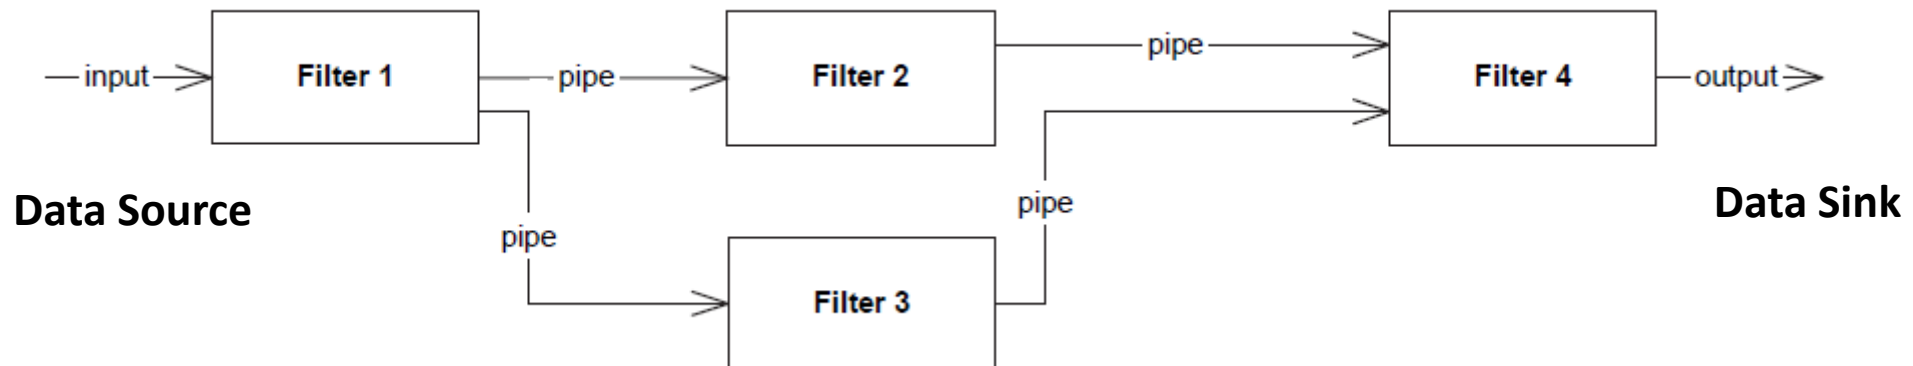 pipe
input
Filter 1
pipe
Filter 2
Filter 4
output
Data Source
pipe
Data Sink
pipe
Filter 3